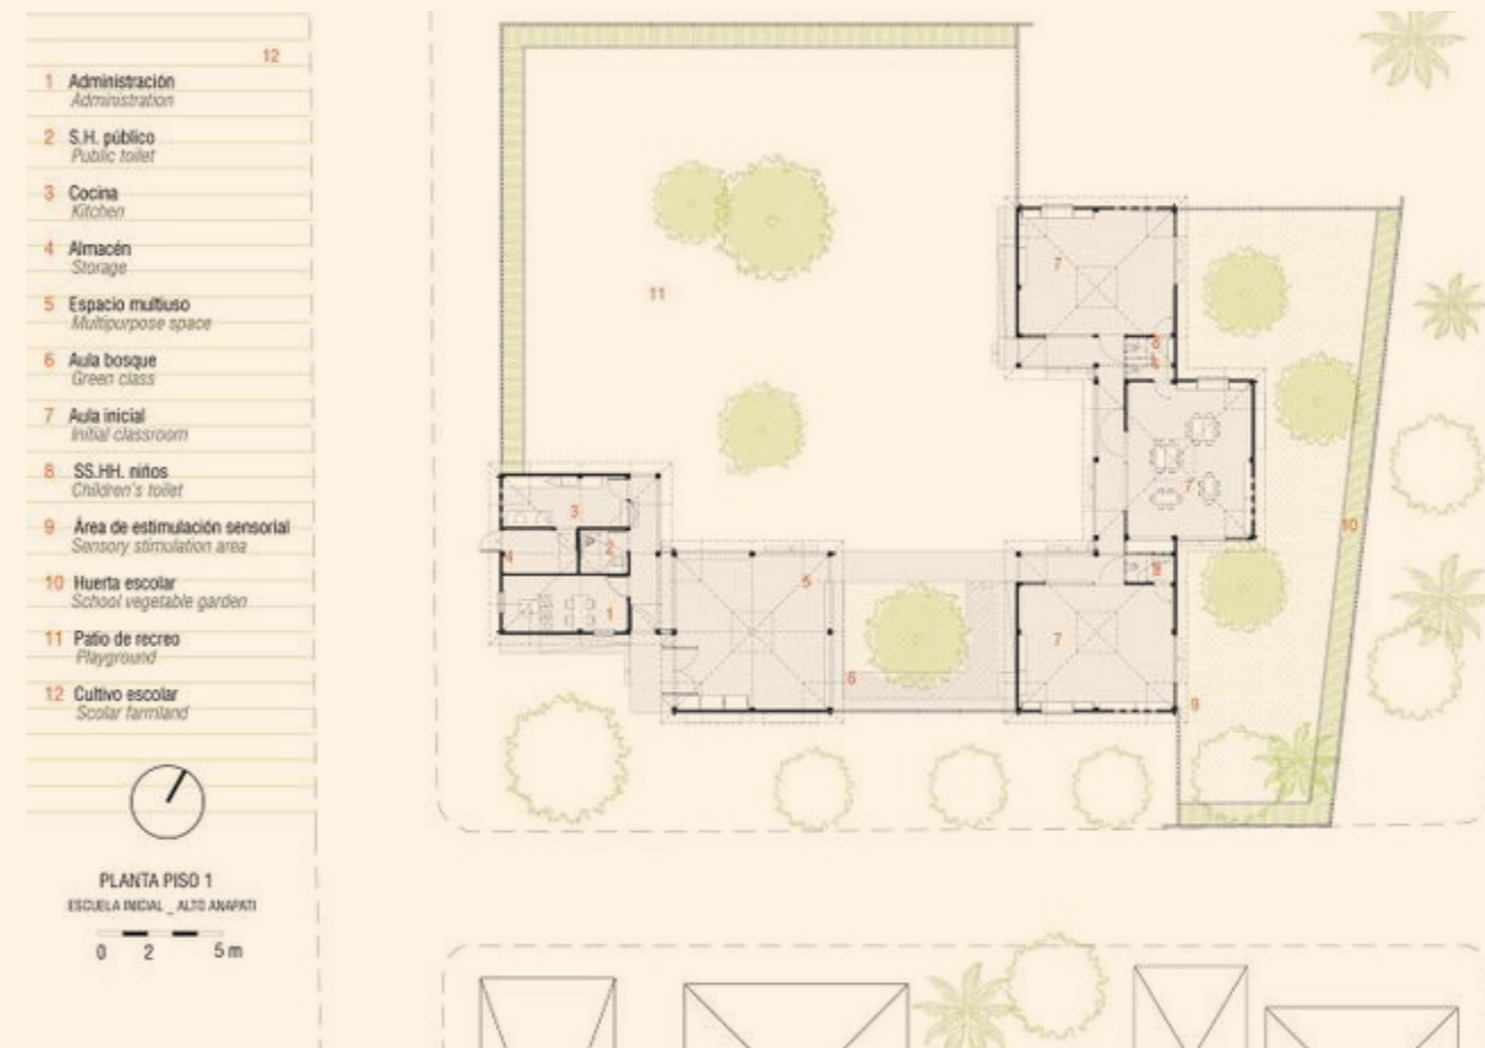 12
1 Administración
Administration
2 S.H. público
Public toilet
3 Cocina
Kitchen
4 Almacén
Storage
5 Espacio multiuso
Multipurpose space
6 Aula bosque
Green class
7 Aula inicial
Initial classroom
8 SS.HH. niños
Children's toilet
9 Área de estimulación sensorial
Sensory stimulation area
10 Huerta escolar
School vegetable garden
11 Patio de recreo
Playground
12 Cultivo escolar
Scolar farmland
PLANTA PISO 1
ESCUELA INICIAL _ ALTO ANAPATI
0 2 5 m
7
11
8
7
3
10
2
4
5
8
1
7
6
9